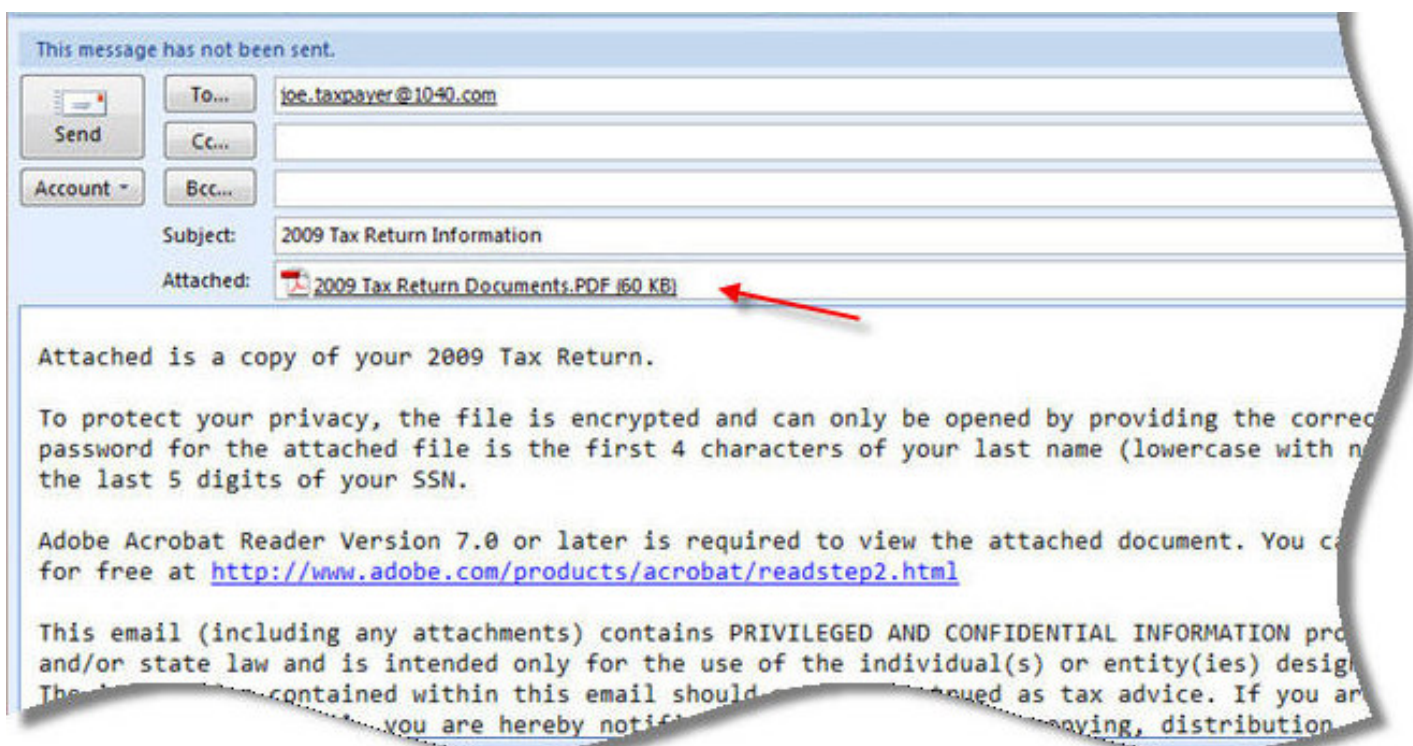 This message has not been sent.
Send
To...
joe.taxpayer@1040.com
Cc...
Account
Bcc...
Subject:
2009 Tax Return Information
Attached:
2009 Tax Return Documents.PDF (60 KB)
Attached is a copy of your 2009 Tax Return.
To protect your privacy, the file is encrypted and can only be opened by providing the correc
password for the attached file is the first 4 characters of your last name (lowercase with n
the last 5 digits of your SSN.
Adobe Acrobat Reader Version 7.0 or later is required to view the attached document. You ca
for free at http://www.adobe.com/products/acrobat/readstep2.html
This email (including any attachments) contains PRIVILEGED AND CONFIDENTIAL INFORMATION pro
and/or state law and is intended only for the use of the individual(s) or entity(ies) desig
contained within this email should as tax advice. If you ar
you are hereby distribution